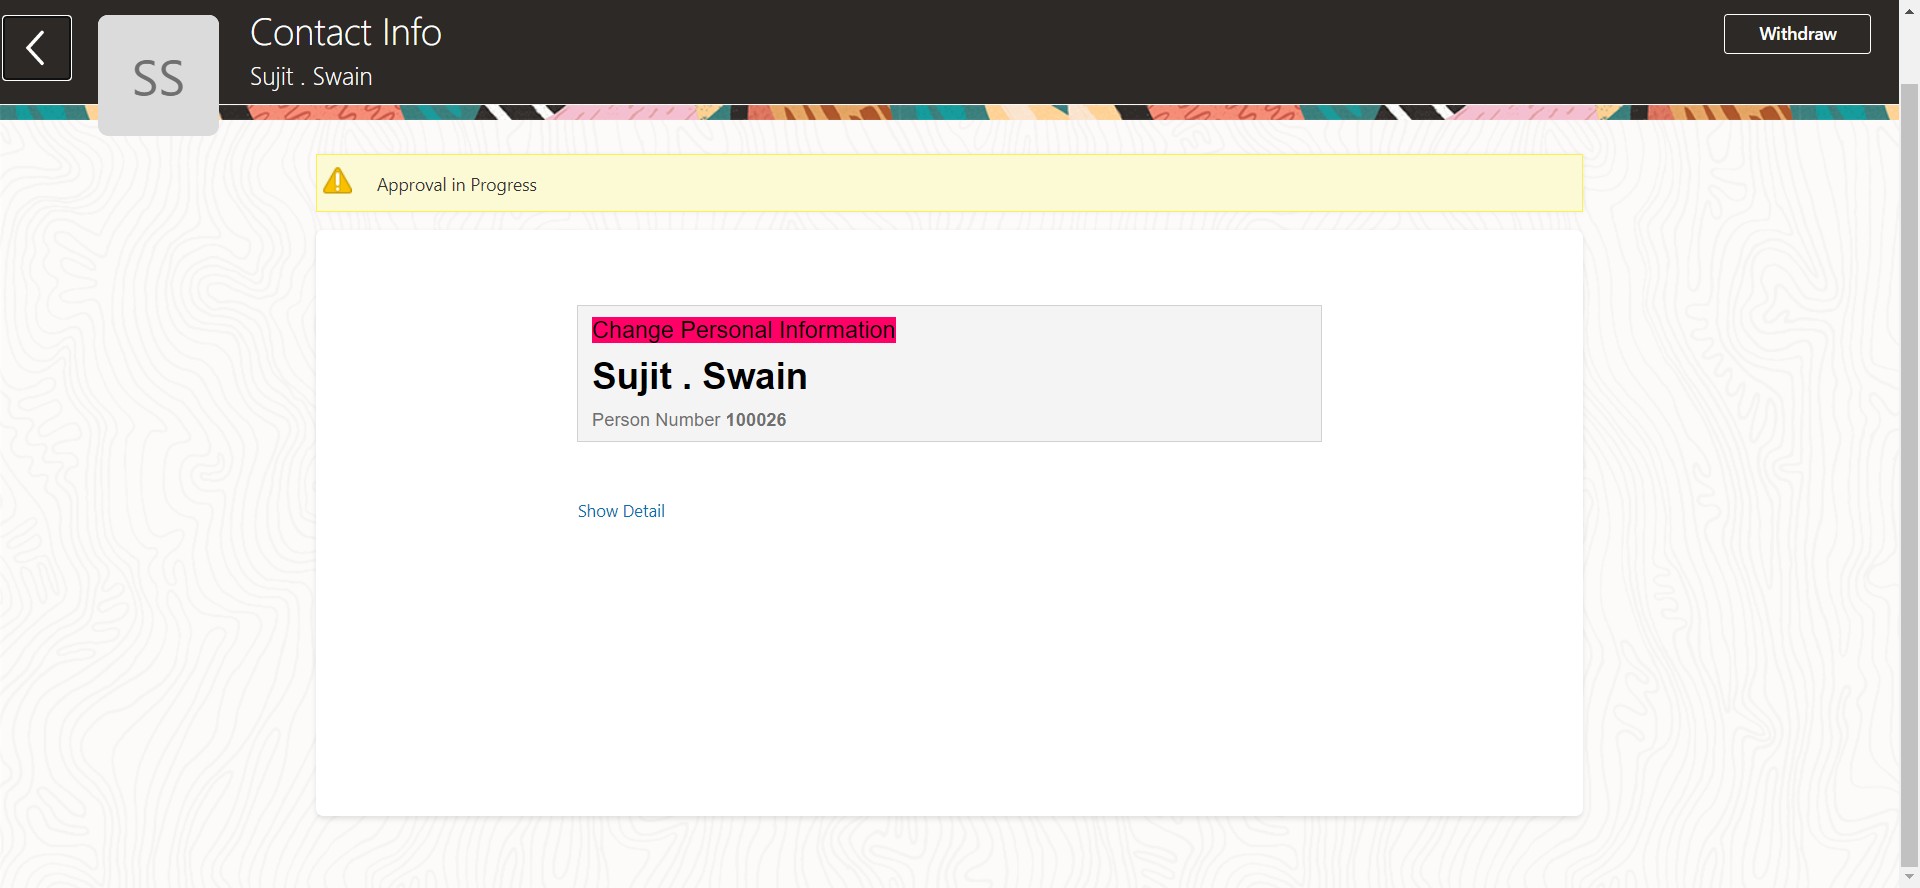 Contact Info
Withdraw
SS
Sujit . Swain
Approval in Progress
Change Personal Information
Sujit . Swain
Person Number 100026
Show Detail